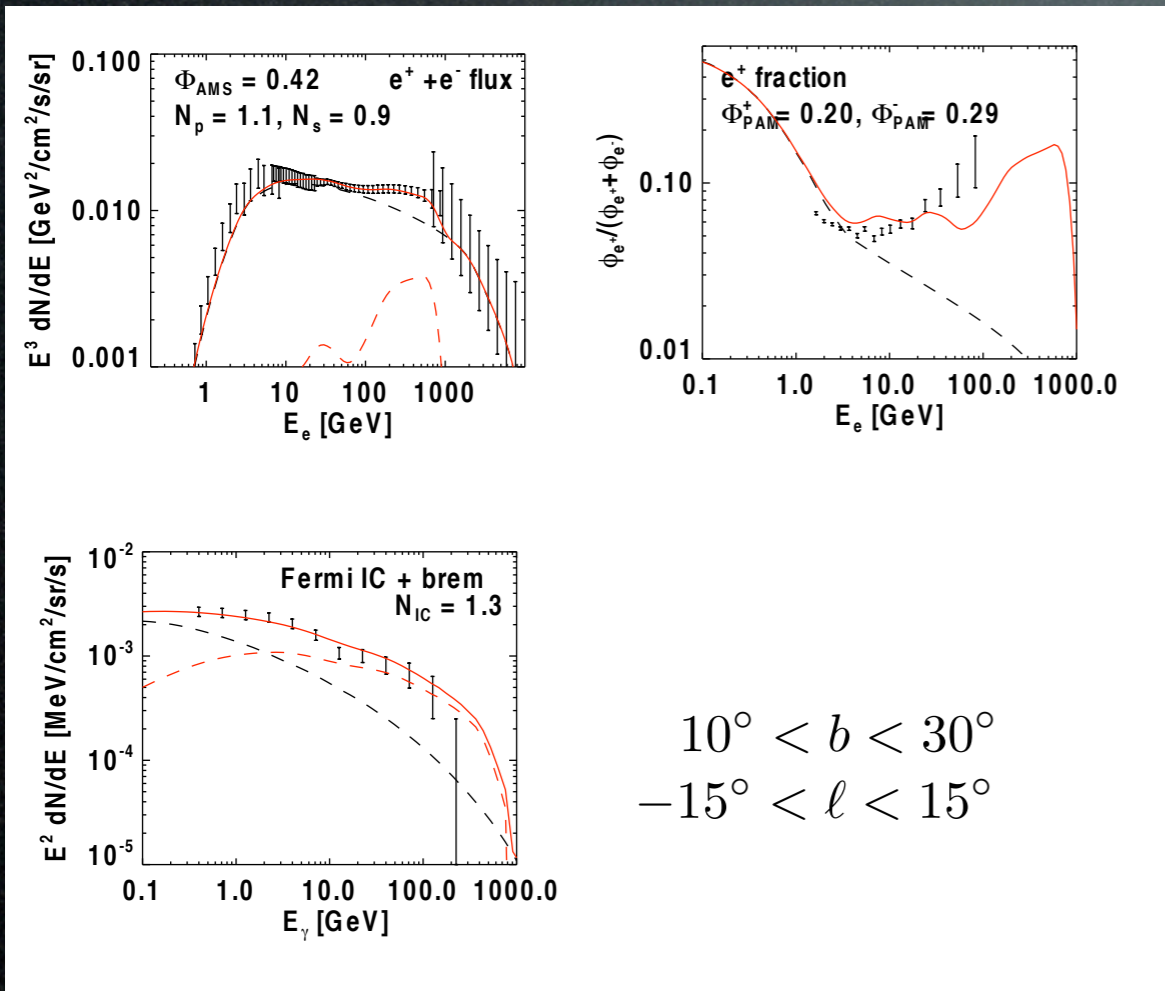 E³ dN/dE [GeV²/cm²/s/sr]
0.100
0.010
0.001
Φ_AMS = 0.42 e⁺ +e⁻ flux
N_p = 1.1, N_s = 0.9
1 10 100 1000
E_e [GeV]
ϕ_e⁺/(ϕ_e⁺+ϕ_e⁻)
0.10
0.01
e⁺ fraction
Φ⁺_PAM= 0.20, Φ⁻_PAM= 0.29
0.1 1.0 10.0 100.0 1000.0
E_e [GeV]
E² dN/dE [MeV/cm²/sr/s]
10⁻²
10⁻³
10⁻⁴
10⁻⁵
Fermi IC + brem
N_IC = 1.3
0.1 1.0 10.0 100.0 1000.0
E_γ [GeV]
10° < b < 30°
−15° < ℓ < 15°